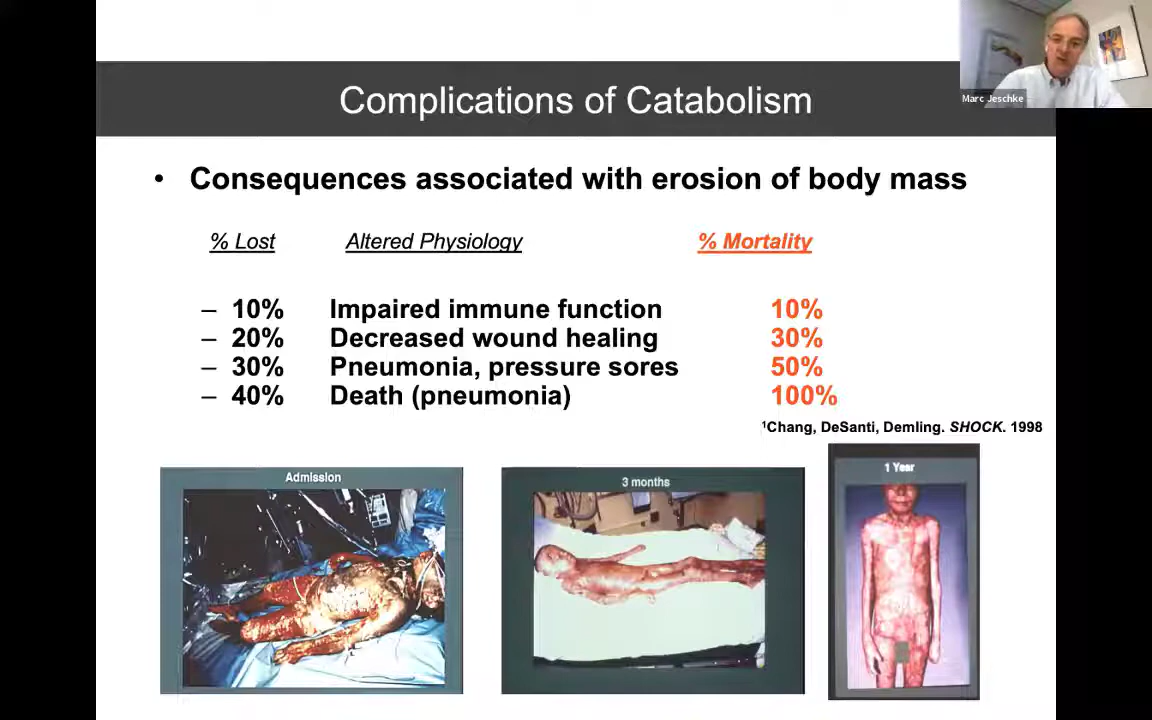 Complications of Catabolism
Marc Jeschke
• Consequences associated with erosion of body mass
% Lost Altered Physiology % Mortality
– 10% Impaired immune function 10%
– 20% Decreased wound healing 30%
– 30% Pneumonia, pressure sores 50%
– 40% Death (pneumonia) 100%
¹Chang, DeSanti, Demling. SHOCK. 1998
Admission
3 months
1 Year